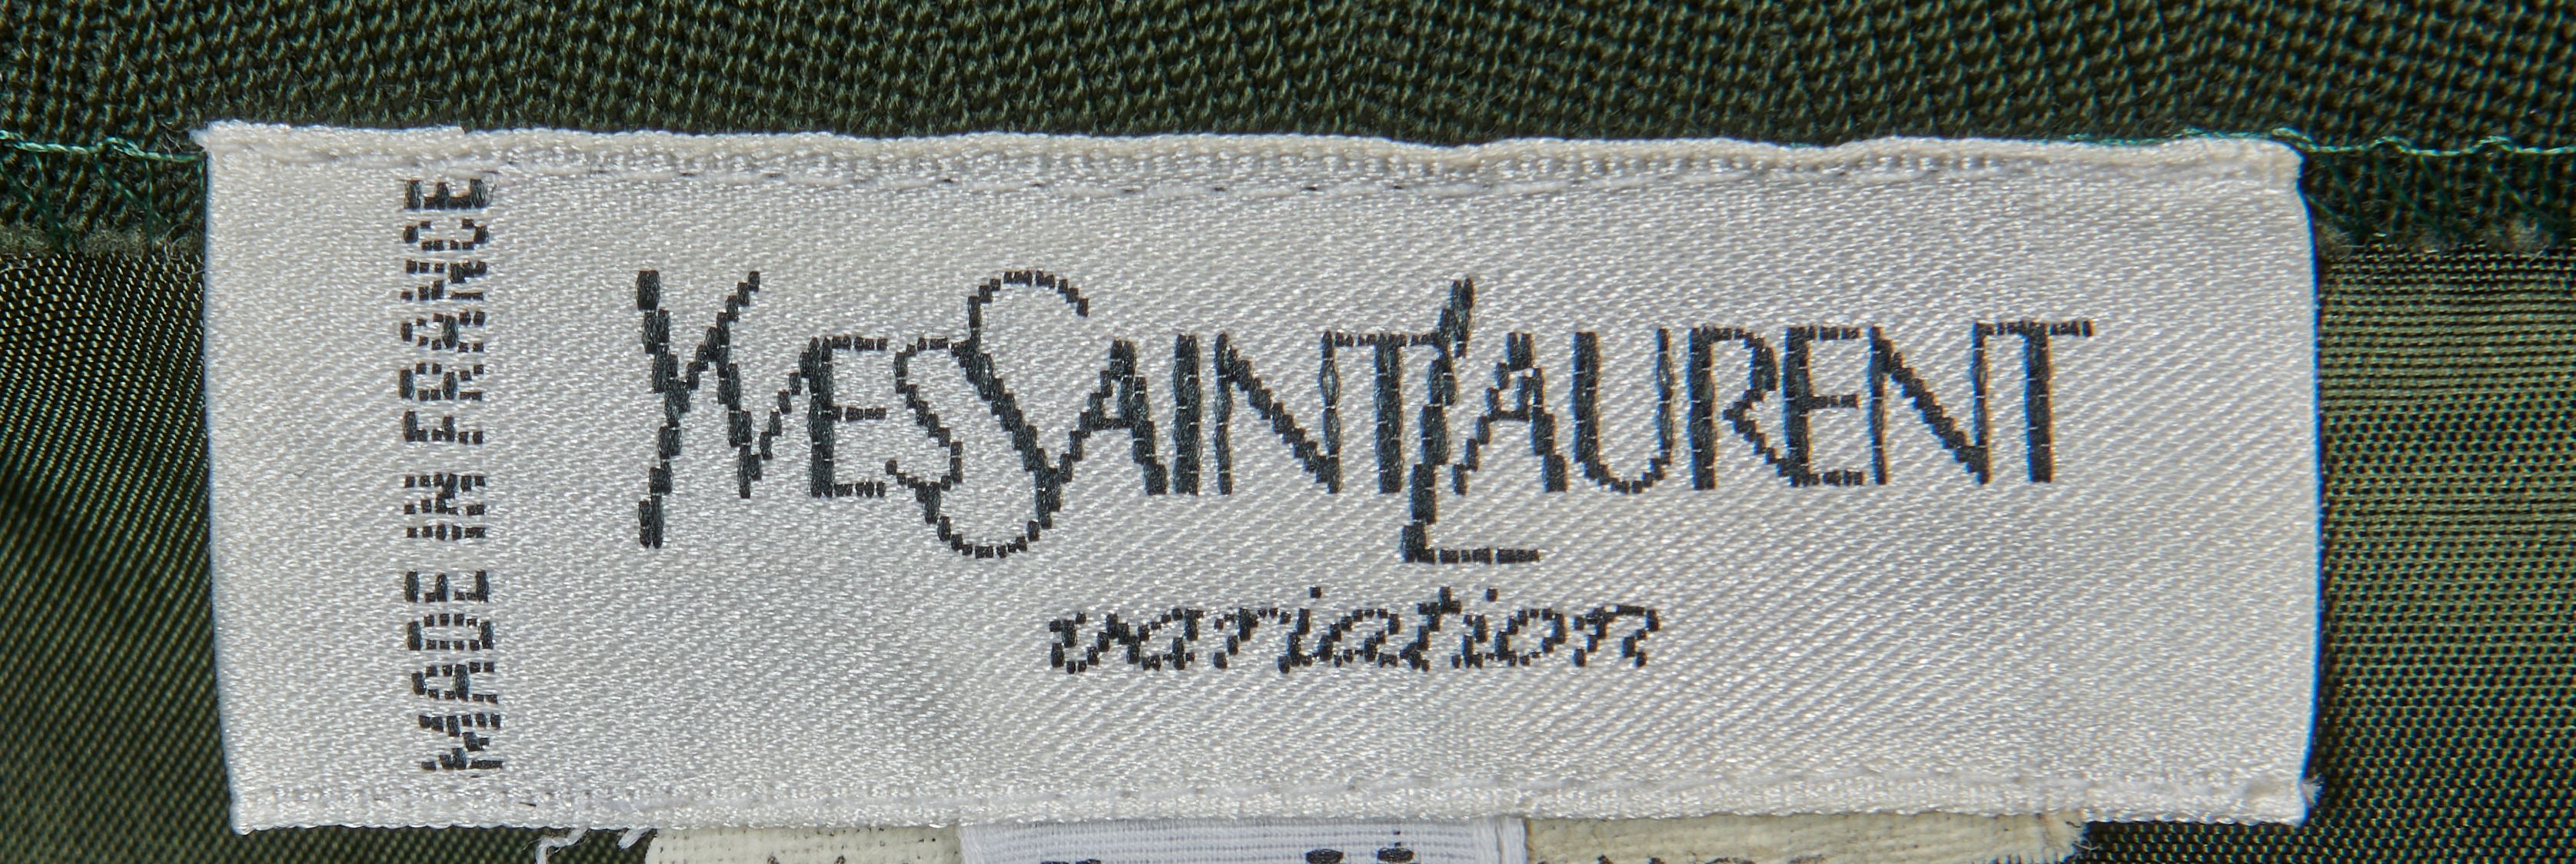 MADE IN FRANCE
YVES SAINT LAURENT
variation